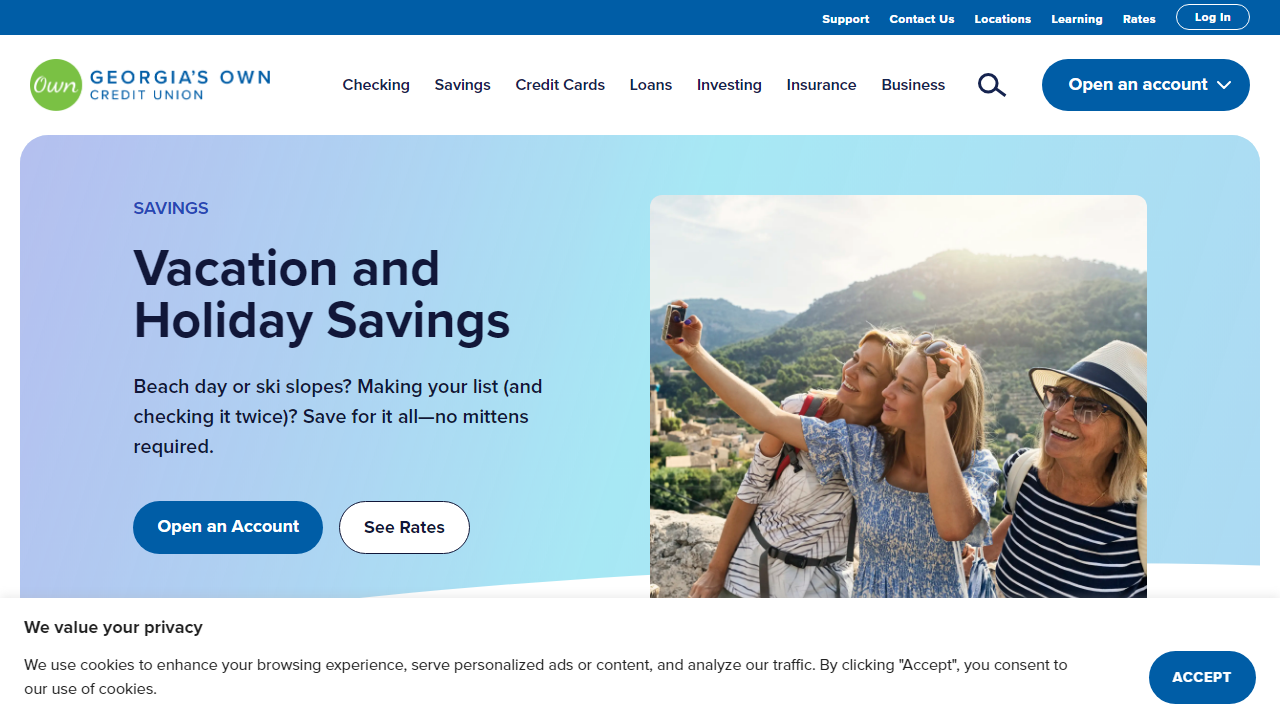 Support Contact Us Locations Learning Rates Log In
Own GEORGIA'S OWN
CREDIT UNION
Checking Savings Credit Cards Loans Investing Insurance Business
Open an account
SAVINGS
Vacation and
Holiday Savings
Beach day or ski slopes? Making your list (and
checking it twice)? Save for it all—no mittens
required.
Open an Account See Rates
We value your privacy
We use cookies to enhance your browsing experience, serve personalized ads or content, and analyze our traffic. By clicking "Accept", you consent to
our use of cookies.
ACCEPT